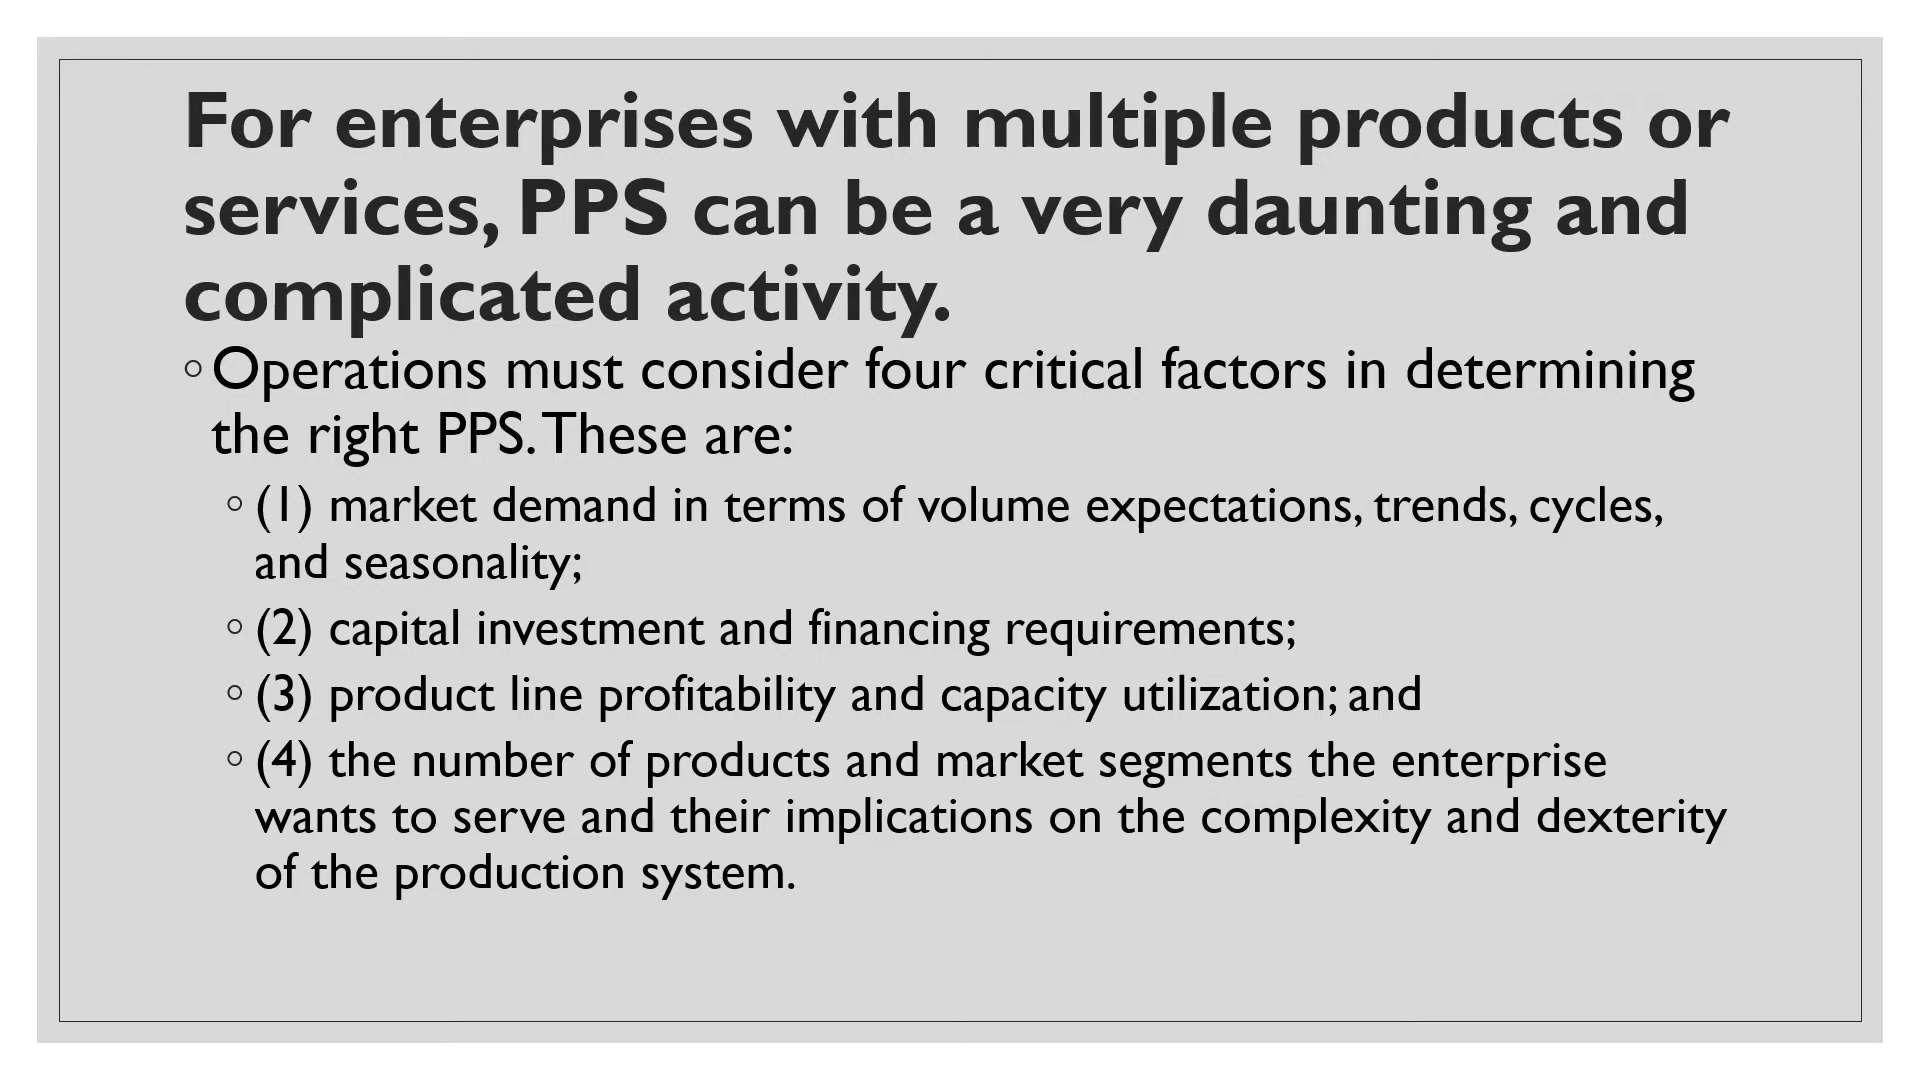 For enterprises with multiple products or
services, PPS can be a very daunting and
complicated activity.
◦ Operations must consider four critical factors in determining
the right PPS. These are:
◦ (1) market demand in terms of volume expectations, trends, cycles,
and seasonality;
◦ (2) capital investment and financing requirements;
◦ (3) product line profitability and capacity utilization; and
◦ (4) the number of products and market segments the enterprise
wants to serve and their implications on the complexity and dexterity
of the production system.